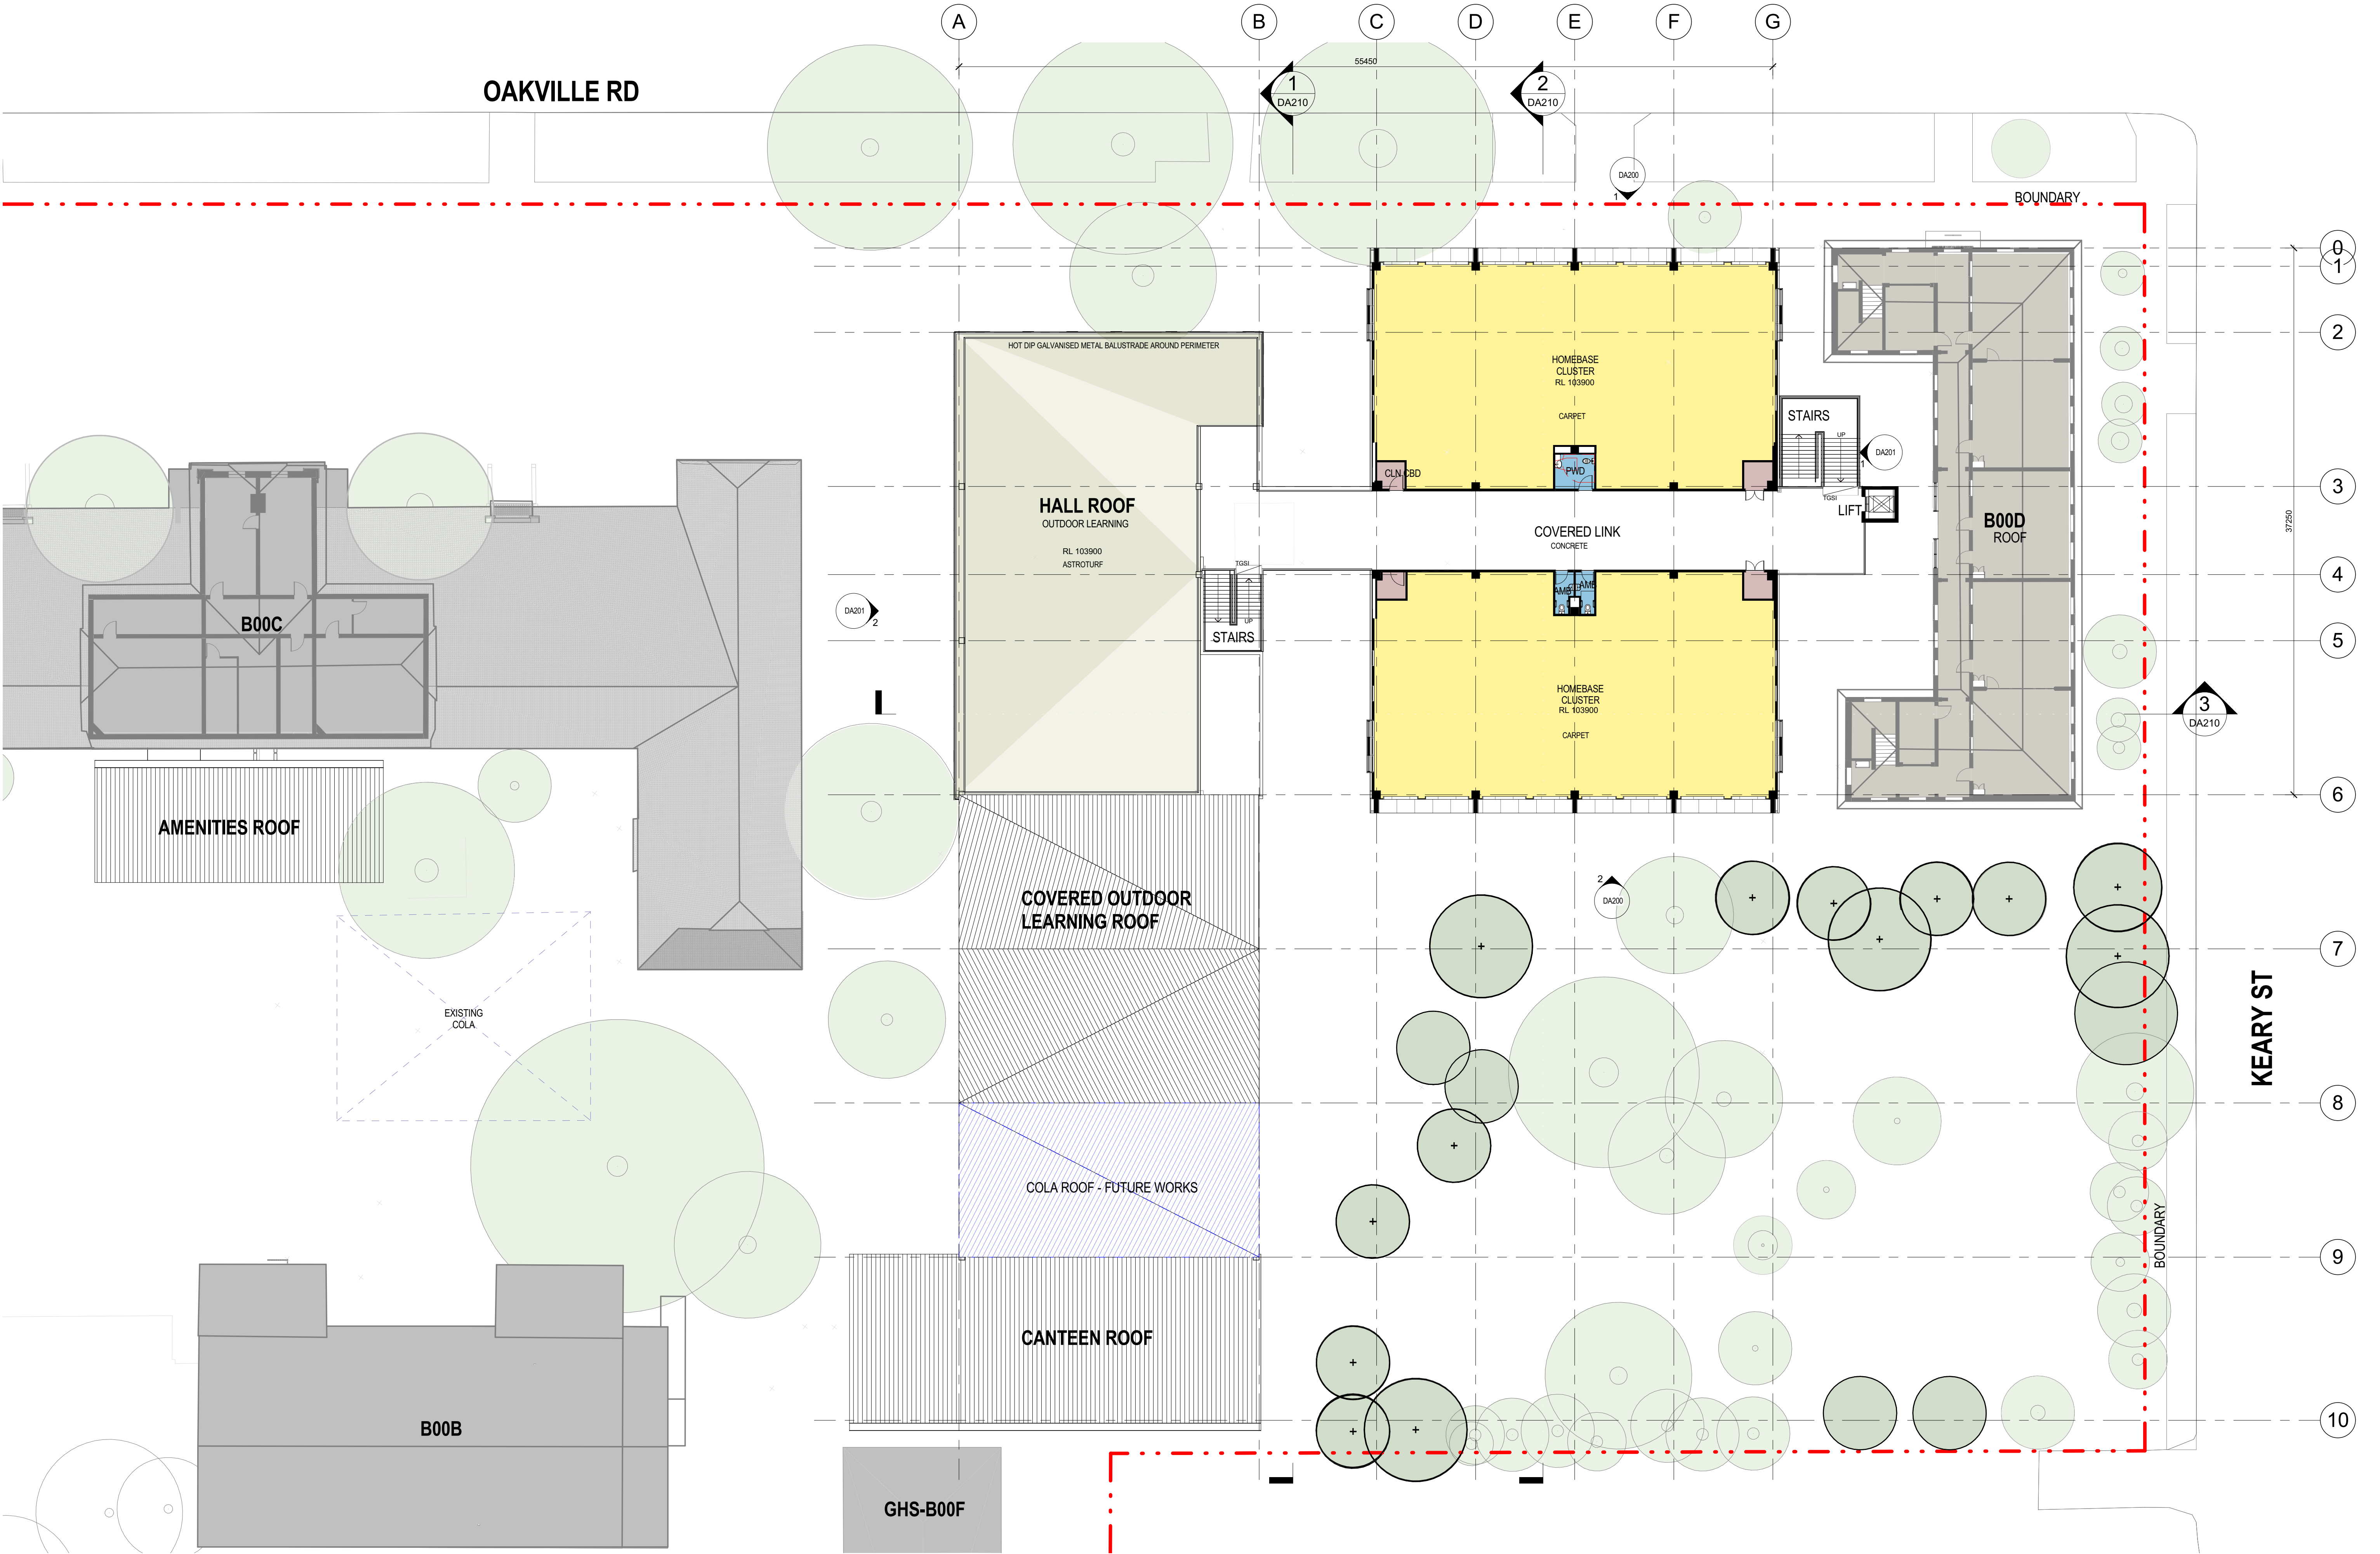 A
B
C
D
E
F
G
55450
OAKVILLE RD
1
DA210
2
DA210
DA200
1
BOUNDARY
0
1
2
HOT DIP GALVANISED METAL BALUSTRADE AROUND PERIMETER
HOMEBASE
CLUSTER
RL 103900
CARPET
STAIRS
UP
DA201
1
CLN.CBD
PWD
3
TGSI
LIFT
HALL ROOF
OUTDOOR LEARNING
RL 103900
ASTROTURF
COVERED LINK
CONCRETE
B00D
ROOF
37250
TGSI
4
AMB
AMB
DA201
2
UP
STAIRS
B00C
5
HOMEBASE
CLUSTER
RL 103900
CARPET
3
DA210
6
AMENITIES ROOF
COVERED OUTDOOR
LEARNING ROOF
2
DA200
7
EXISTING
COLA
KEARY ST
8
COLA ROOF - FUTURE WORKS
BOUNDARY
9
CANTEEN ROOF
B00B
10
GHS-B00F